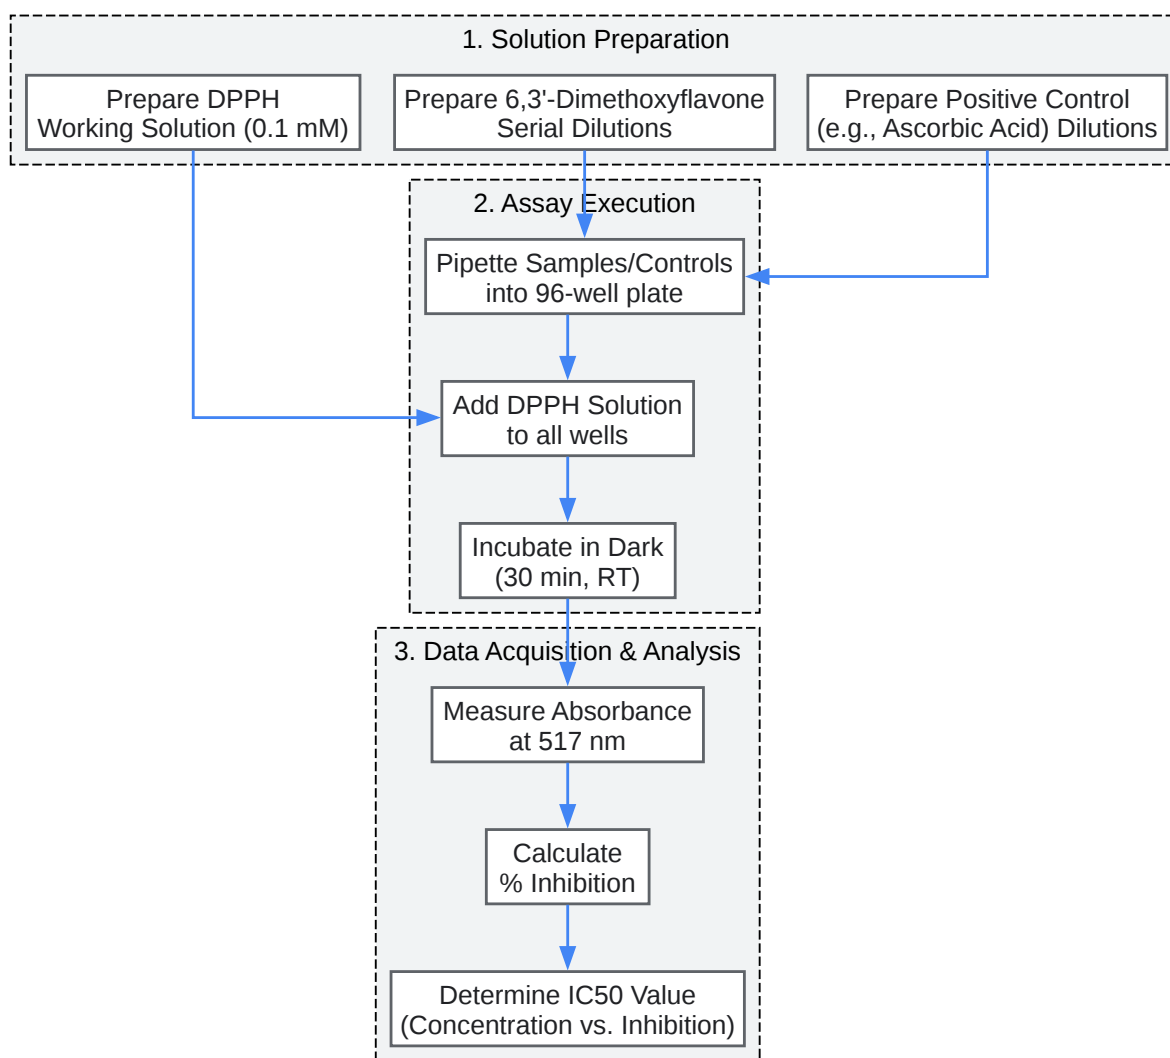 1. Solution Preparation
Prepare DPPH
Working Solution (0.1 mM)
Prepare 6,3'-Dimethoxyflavone
Serial Dilutions
Prepare Positive Control
(e.g., Ascorbic Acid) Dilutions
2. Assay Execution
Pipette Samples/Controls
into 96-well plate
Add DPPH Solution
to all wells
Incubate in Dark
(30 min, RT)
3. Data Acquisition & Analysis
Measure Absorbance
at 517 nm
Calculate
% Inhibition
Determine IC50 Value
(Concentration vs. Inhibition)